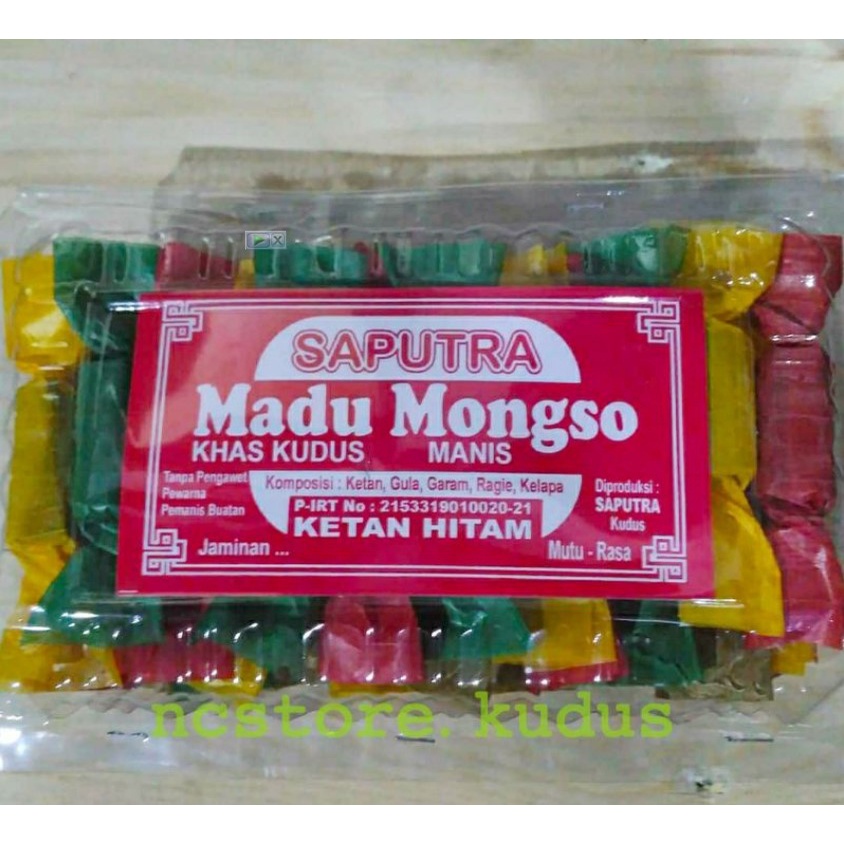 SAPUTRA
Madu Mongso
KHAS KUDUS MANIS
Tanpa Pengawet
Pewarna
Pemanis Buatan
Komposisi : Ketan, Gula, Garam, Ragie, Kelapa
P-IRT No : 2153319010020-21
KETAN HITAM
Diproduksi :
SAPUTRA
Kudus
Jaminan ...
Mutu - Rasa
ncstore. kudus